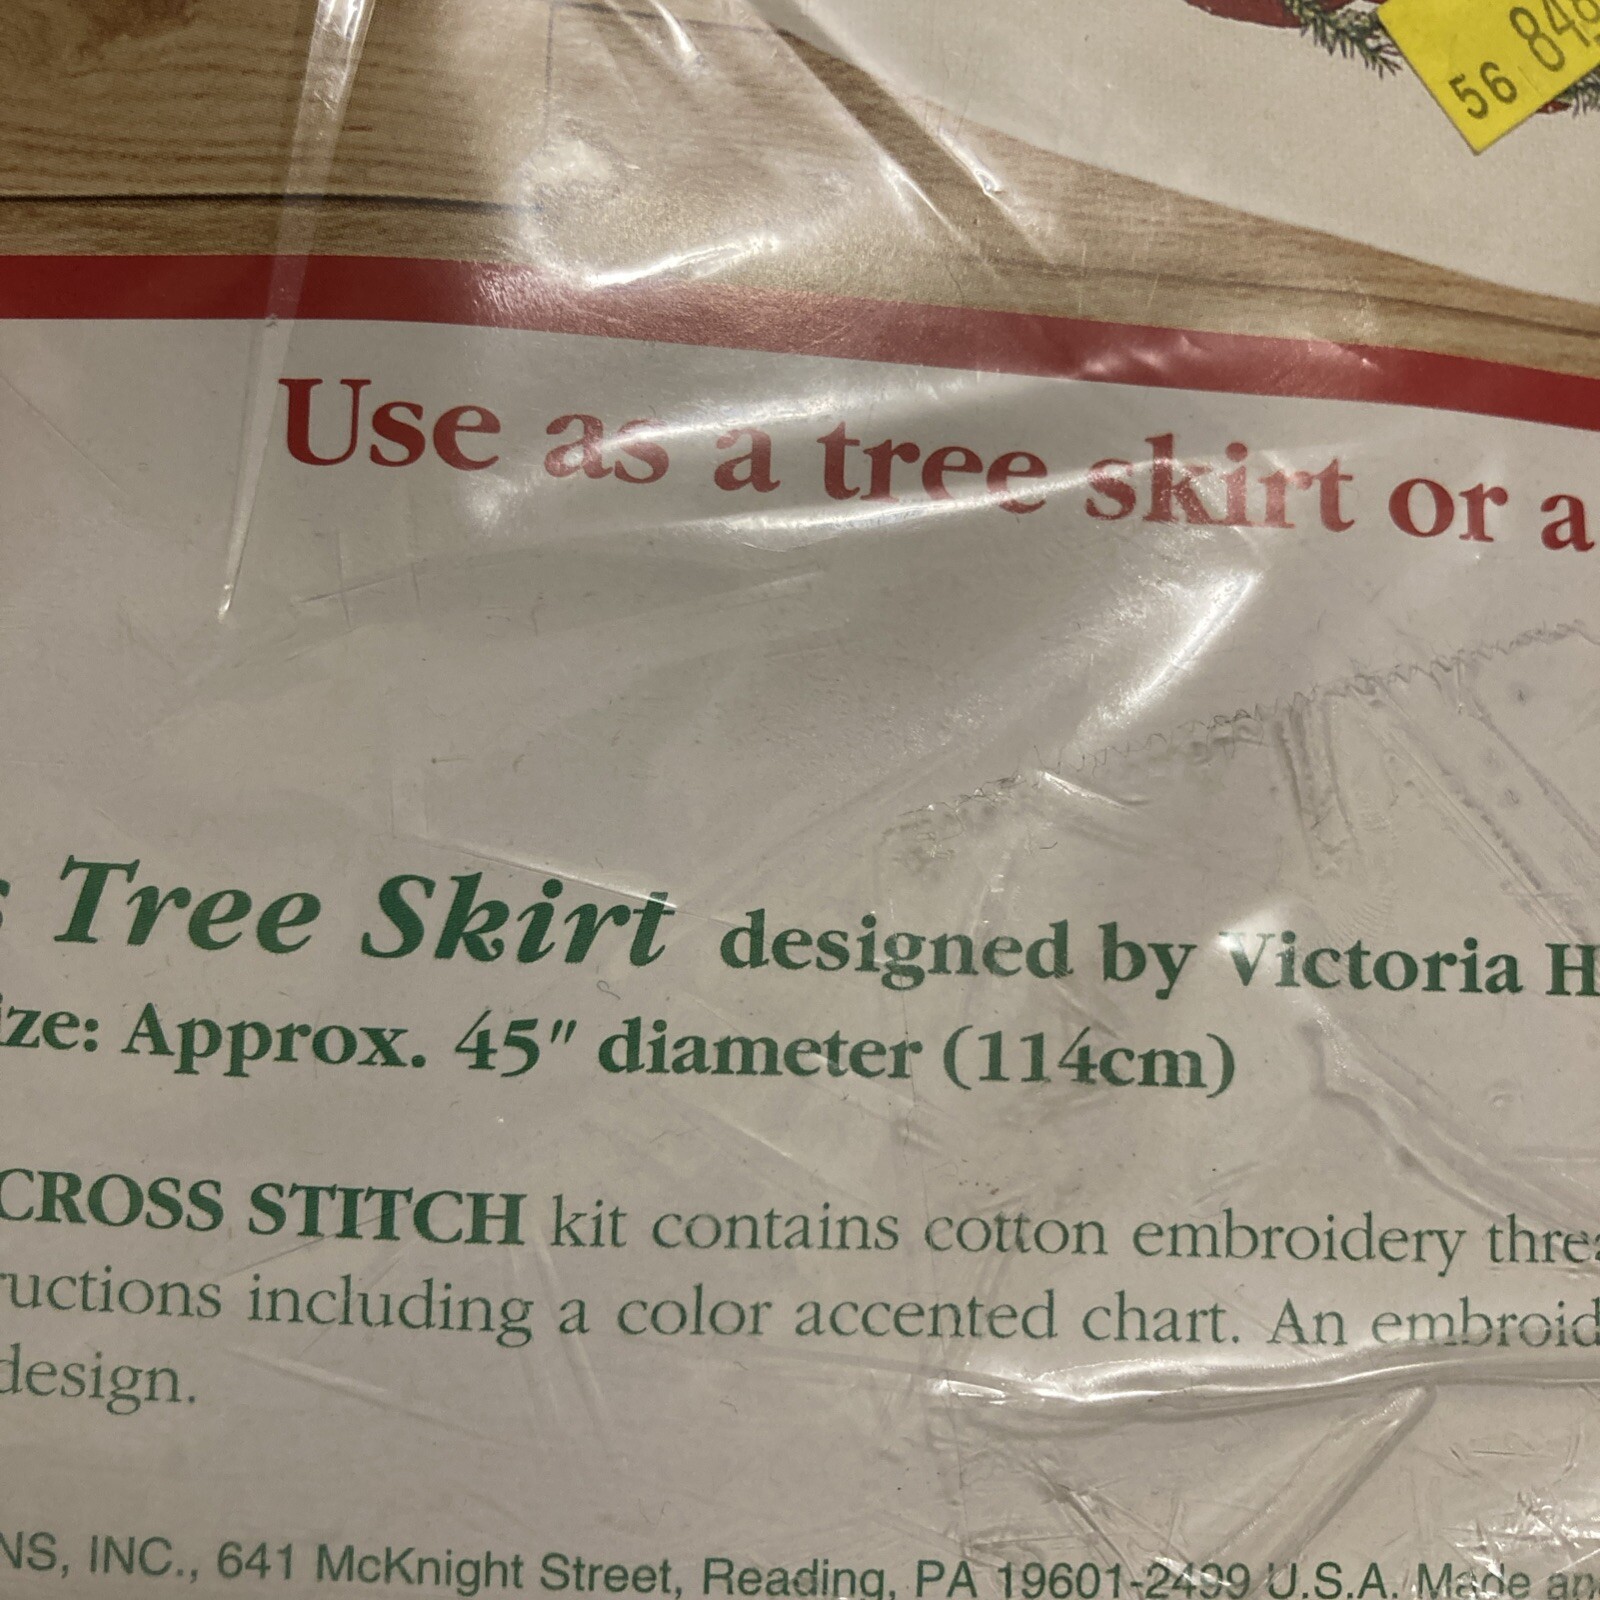 56
Use as a tree skirt or a
Tree Skirt designed by Victoria H
ize: Approx. 45" diameter (114cm)
CROSS STITCH kit contains cotton embroidery threa
ructions including a color accented chart. An embroid
design.
NS, INC., 641 McKnight Street, Reading, PA 19601-2499 U.S.A. Made an